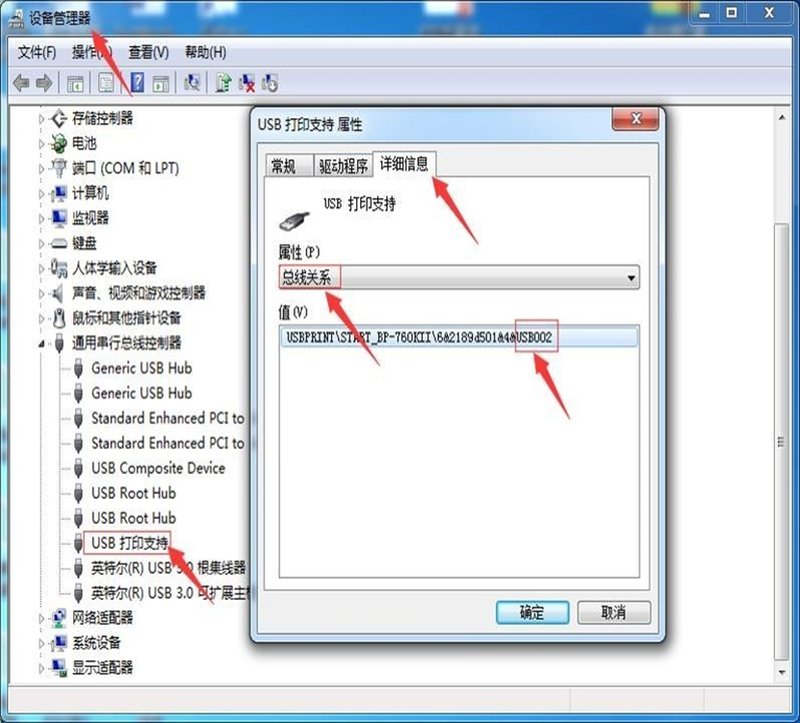 设备管理器
文件(F) 操作(A) 查看(V) 帮助(H)
存储控制器
电池
端口 (COM 和 LPT)
计算机
监视器
键盘
人体学输入设备
声音、视频和游戏控制器
鼠标和其他指针设备
通用串行总线控制器
Generic USB Hub
Generic USB Hub
Standard Enhanced PCI to
Standard Enhanced PCI to
USB Composite Device
USB Root Hub
USB Root Hub
USB 打印支持
英特尔(R) USB 3.0 根集线器
英特尔(R) USB 3.0 可扩展主机
网络适配器
系统设备
显示适配器
USB 打印支持 属性
常规 驱动程序 详细信息
USB 打印支持
属性(P)
总线关系
值(V)
USBPRINT\START_BP-760KII\6&2189d501&4&USB002
确定 取消